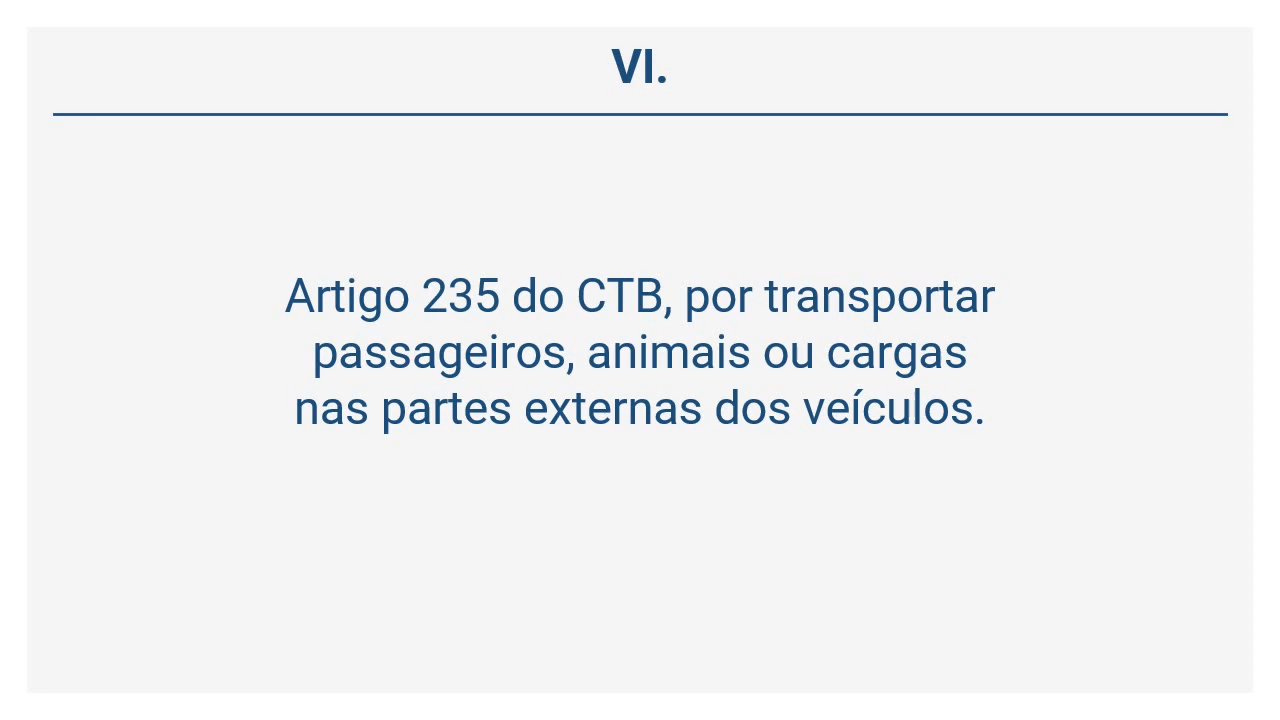 VI.
Artigo 235 do CTB, por transportar
passageiros, animais ou cargas
nas partes externas dos veículos.